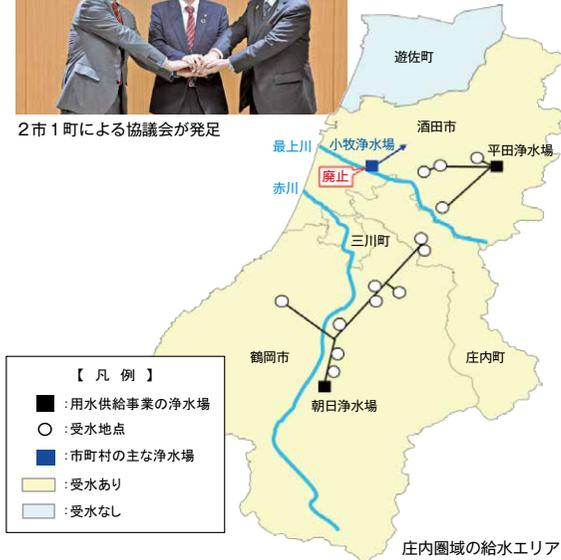 2市1町による協議会が発足
遊佐町
酒田市
最上川
小牧浄水場
平田浄水場
廃止
赤川
三川町
鶴岡市
庄内町
朝日浄水場
【 凡 例 】
:用水供給事業の浄水場
:受水地点
:市町村の主な浄水場
:受水あり
:受水なし
庄内圏域の給水エリア